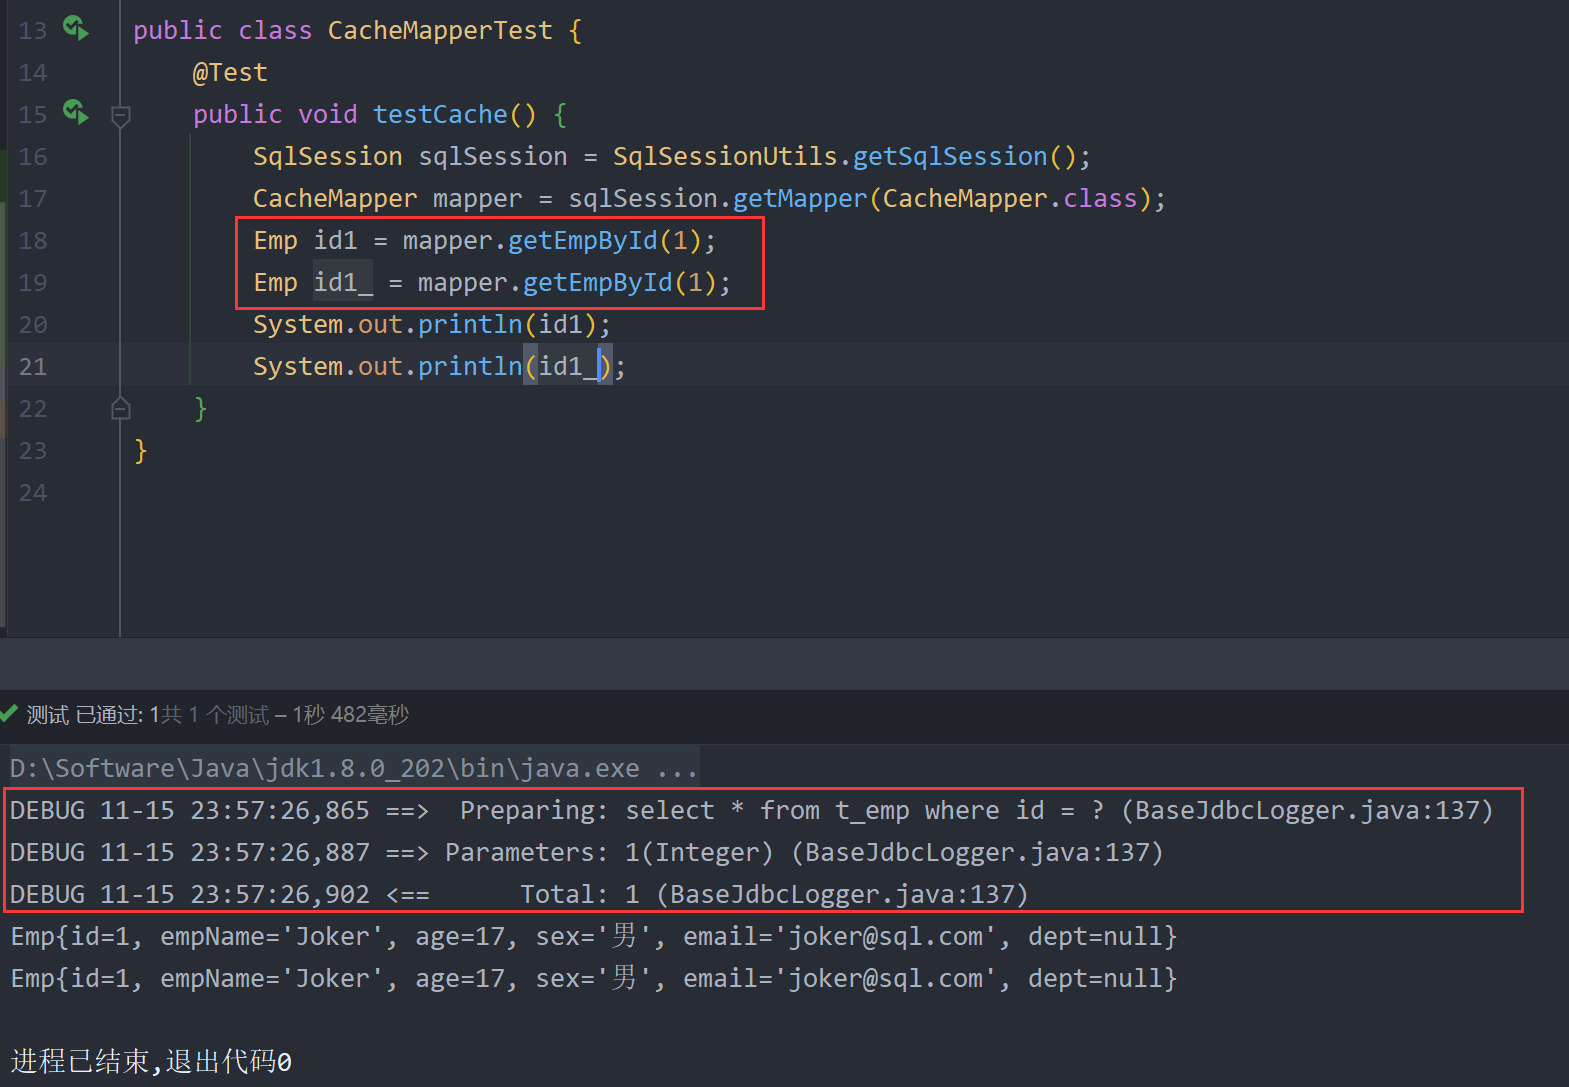 13 public class CacheMapperTest {
14 @Test
15 public void testCache() {
16 SqlSession sqlSession = SqlSessionUtils.getSqlSession();
17 CacheMapper mapper = sqlSession.getMapper(CacheMapper.class);
18 Emp id1 = mapper.getEmpById(1);
19 Emp id1_ = mapper.getEmpById(1);
20 System.out.println(id1);
21 System.out.println(id1_);
22 }
23 }
24
测试 已通过: 1共 1 个测试 – 1秒 482毫秒
D:\Software\Java\jdk1.8.0_202\bin\java.exe ...
DEBUG 11-15 23:57:26,865 ==>  Preparing: select * from t_emp where id = ? (BaseJdbcLogger.java:137)
DEBUG 11-15 23:57:26,887 ==> Parameters: 1(Integer) (BaseJdbcLogger.java:137)
DEBUG 11-15 23:57:26,902 <==      Total: 1 (BaseJdbcLogger.java:137)
Emp{id=1, empName='Joker', age=17, sex='男', email='joker@sql.com', dept=null}
Emp{id=1, empName='Joker', age=17, sex='男', email='joker@sql.com', dept=null}
进程已结束,退出代码0